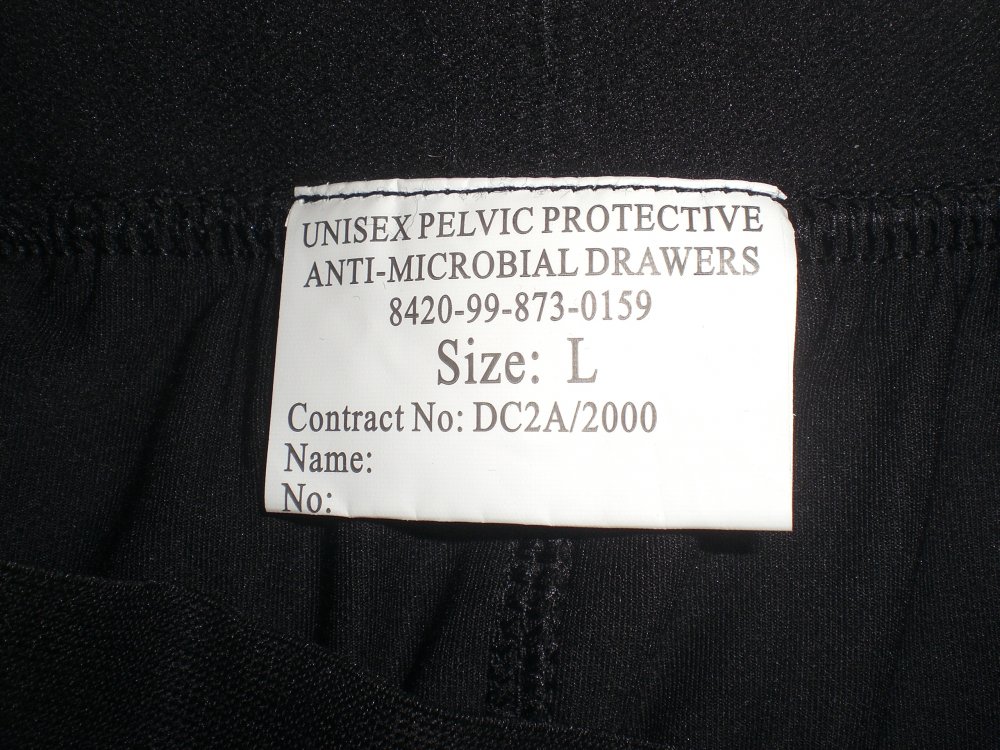 UNISEX PELVIC PROTECTIVE
ANTI-MICROBIAL DRAWERS
8420-99-873-0159
Size: L
Contract No: DC2A/2000
Name:
No: